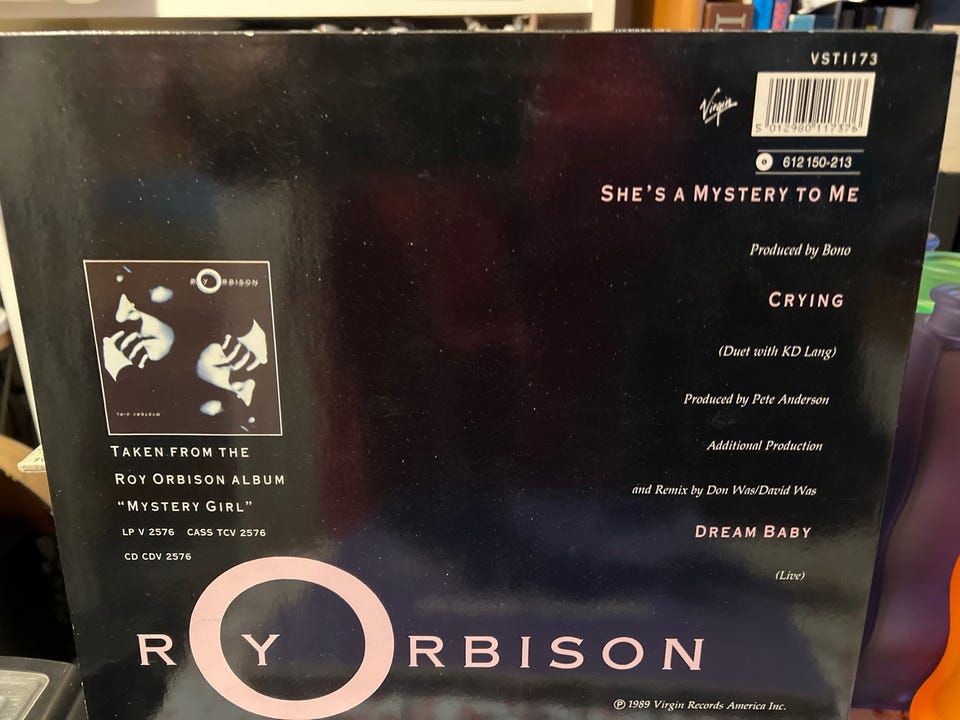 VST1173
Virgin
5 012980 117376
612 150-213
SHE'S A MYSTERY TO ME
Produced by Bono
CRYING
(Duet with KD Lang)
Produced by Pete Anderson
Additional Production
and Remix by Don Was/David Was
DREAM BABY
(Live)
ROY ORBISON
MYSTERY GIRL
TAKEN FROM THE
ROY ORBISON ALBUM
"MYSTERY GIRL"
LP V 2576 CASS TCV 2576
CD CDV 2576
ROY ORBISON
℗ 1989 Virgin Records America Inc.